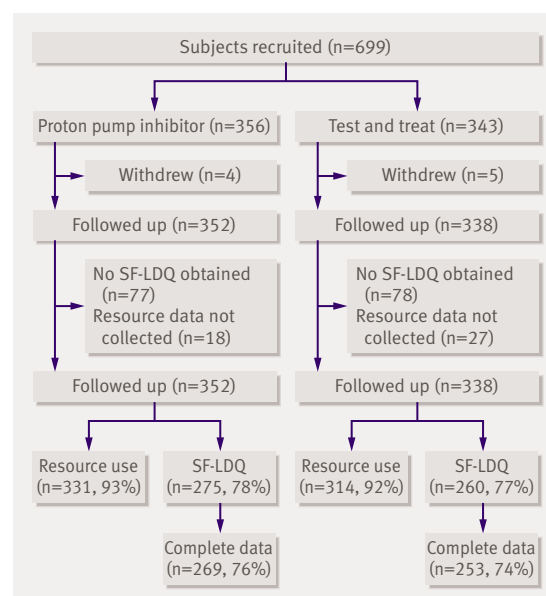 Subjects recruited (n=699)
Proton pump inhibitor (n=356)
Test and treat (n=343)
Withdrew (n=4)
Withdrew (n=5)
Followed up (n=352)
Followed up (n=338)
No SF-LDQ obtained
(n=77)
Resource data not
collected (n=18)
No SF-LDQ obtained
(n=78)
Resource data not
collected (n=27)
Followed up (n=352)
Followed up (n=338)
Resource use
(n=331, 93%)
SF-LDQ
(n=275, 78%)
Resource use
(n=314, 92%)
SF-LDQ
(n=260, 77%)
Complete data
(n=269, 76%)
Complete data
(n=253, 74%)